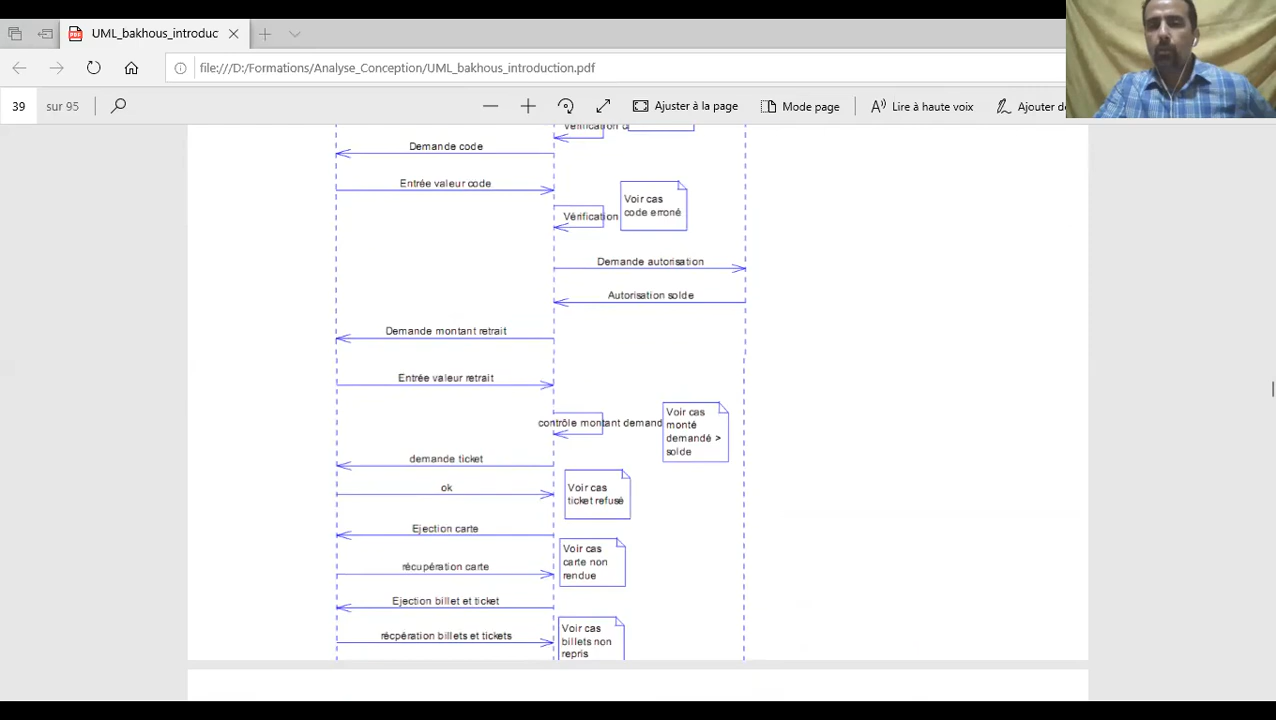 UML_bakhous_introduc
file:///D:/Formations/Analyse_Conception/UML_bakhous_introduction.pdf
39 sur 95
Ajuster à la page
Mode page
Lire à haute voix
Ajouter de
Vérification
Demande code
Entrée valeur code
Voir cas
code erroné
Vérification
Demande autorisation
Autorisation solde
Demande montant retrait
Entrée valeur retrait
contrôle montant demand
Voir cas
monté
demandé >
solde
demande ticket
ok
Voir cas
ticket refusé
Ejection carte
Voir cas
carte non
rendue
récupération carte
Ejection billet et ticket
récpération billets et tickets
Voir cas
billets non
repris